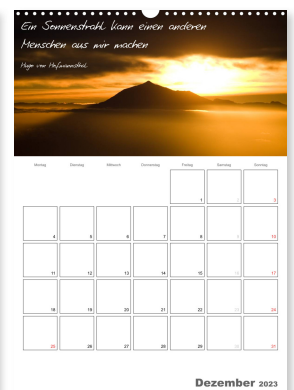 Ein Sonnenstrahl kann einen anderen
Menschen aus mir machen
Hugo von Hofmannsthal
Montag Dienstag Mittwoch Donnerstag Freitag Samstag Sonntag
1 2 3
4 5 6 7 8 9 10
11 12 13 14 15 16 17
18 19 20 21 22 23 24
25 26 27 28 29 30 31
Dezember 2023